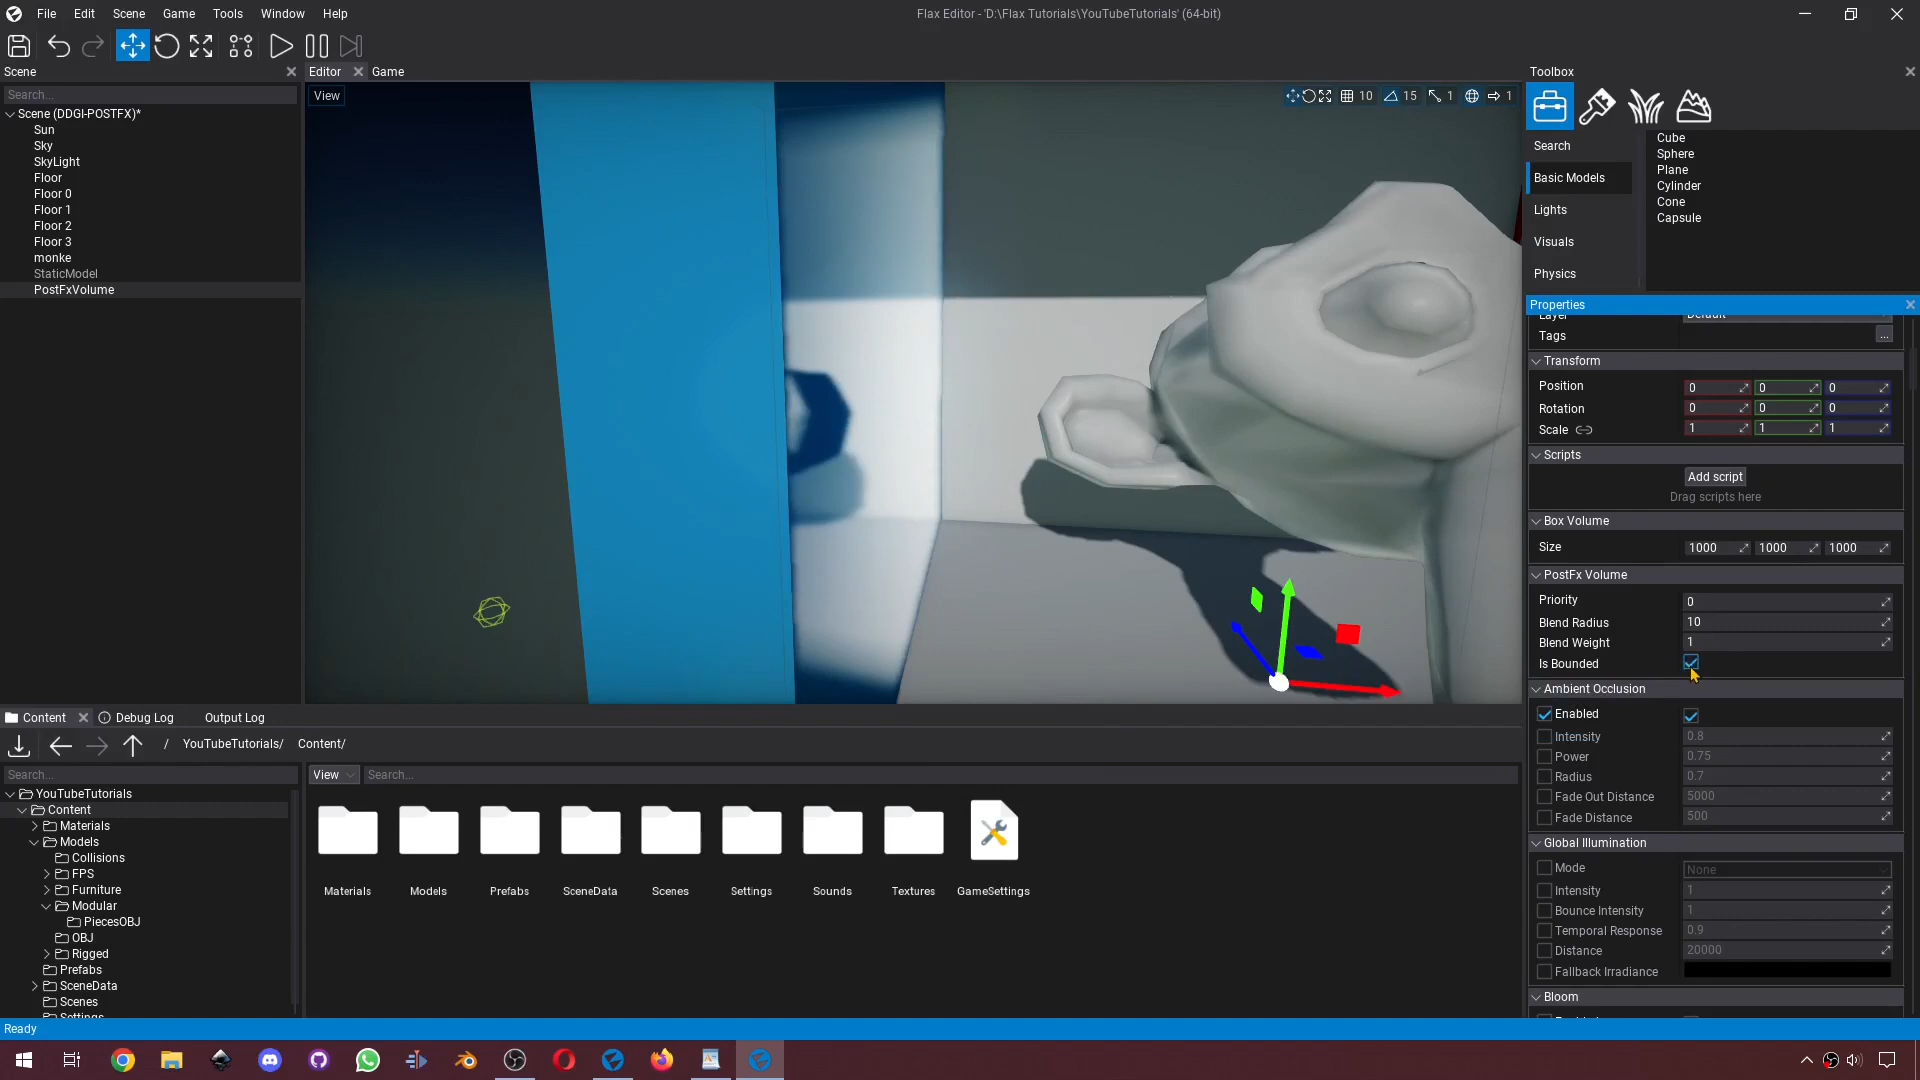 File Edit Scene Game Tools Window Help
Flax Editor - 'D:\Flax Tutorials\YouTubeTutorials' (64-bit)
Scene
Search...
Scene (DDGI-POSTFX)*
Sun
Sky
SkyLight
Floor
Floor 0
Floor 1
Floor 2
Floor 3
monke
StaticModel
PostFxVolume
Editor
Game
View
10
15
1
1
Toolbox
Search
Basic Models
Lights
Visuals
Physics
Cube
Sphere
Plane
Cylinder
Cone
Capsule
Properties
Layer Default
Tags ...
Transform
Position 0 0 0
Rotation 0 0 0
Scale 1 1 1
Scripts
Add script
Drag scripts here
Box Volume
Size 1000 1000 1000
PostFx Volume
Priority 0
Blend Radius 10
Blend Weight 1
Is Bounded
Ambient Occlusion
Enabled
Intensity 0.8
Power 0.75
Radius 0.7
Fade Out Distance 5000
Fade Distance 500
Global Illumination
Mode None
Intensity 1
Bounce Intensity 1
Temporal Response 0.9
Distance 20000
Fallback Irradiance
Bloom
Content
Debug Log
Output Log
/ YouTubeTutorials/ Content/
Search...
YouTubeTutorials
Content
Materials
Models
Collisions
FPS
Furniture
Modular
PiecesOBJ
OBJ
Rigged
Prefabs
SceneData
Scenes
Settings
View
Search...
Materials
Models
Prefabs
SceneData
Scenes
Settings
Sounds
Textures
GameSettings
Ready